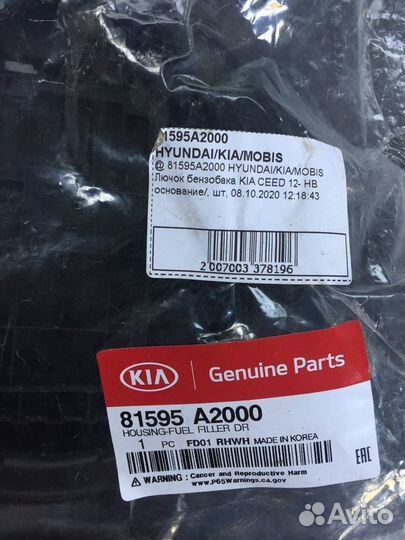 1595A2000
HYUNDAI/KIA/MOBIS
@ 81595A2000 HYUNDAI/KIA/MOBIS
Лючок бензобака KIA CEED 12- HB
основание/, шт, 08.10.2020 12:18:43
2 007003 378196
KIA Genuine Parts
81595 A2000
HOUSING-FUEL FILLER DR
1 PC FD01 RHWH MADE IN KOREA
EAC
WARNING: Cancer and Reproductive Harm
www.P65Warnings.ca.gov
Avito